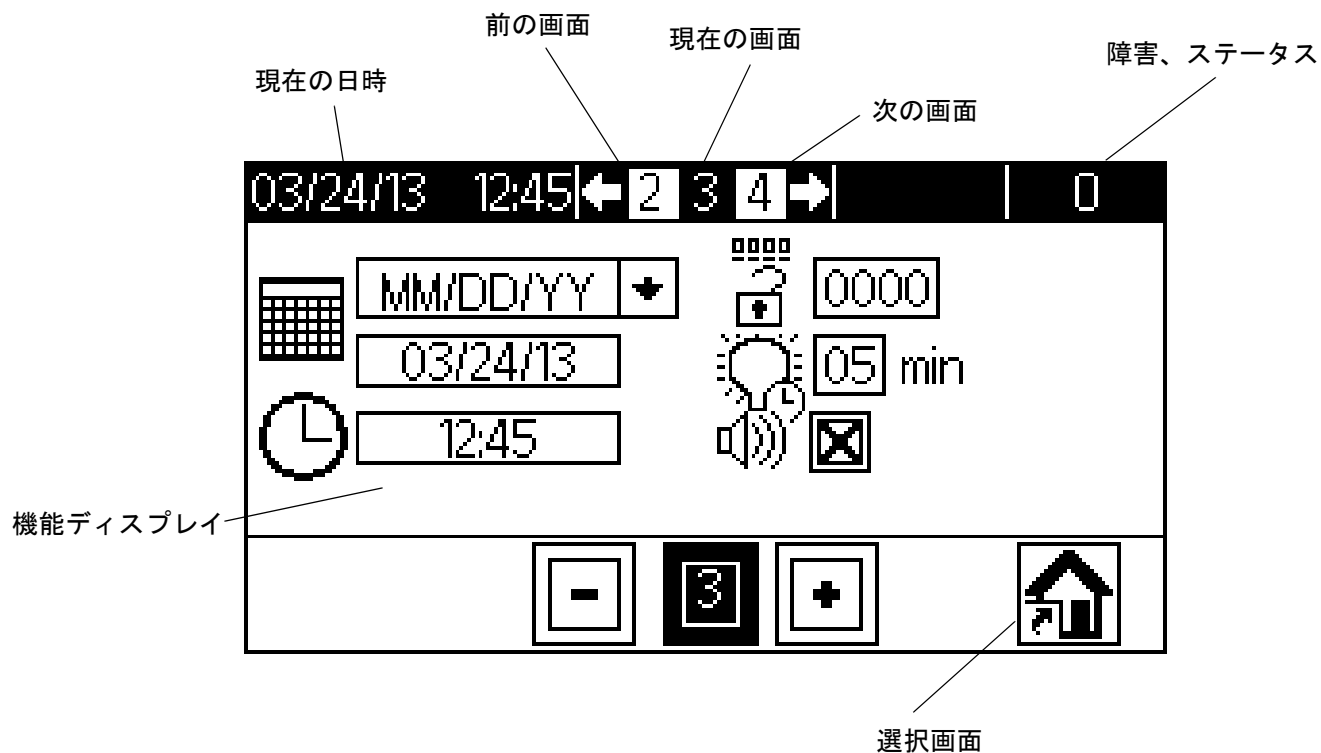 前の画面
現在の画面
障害、ステータス
現在の日時
次の画面
03/24/13 12:45 2 3 4 0
MM/DD/YY 0000
03/24/13 05 min
12:45
機能ディスプレイ
- 3 +
選択画面